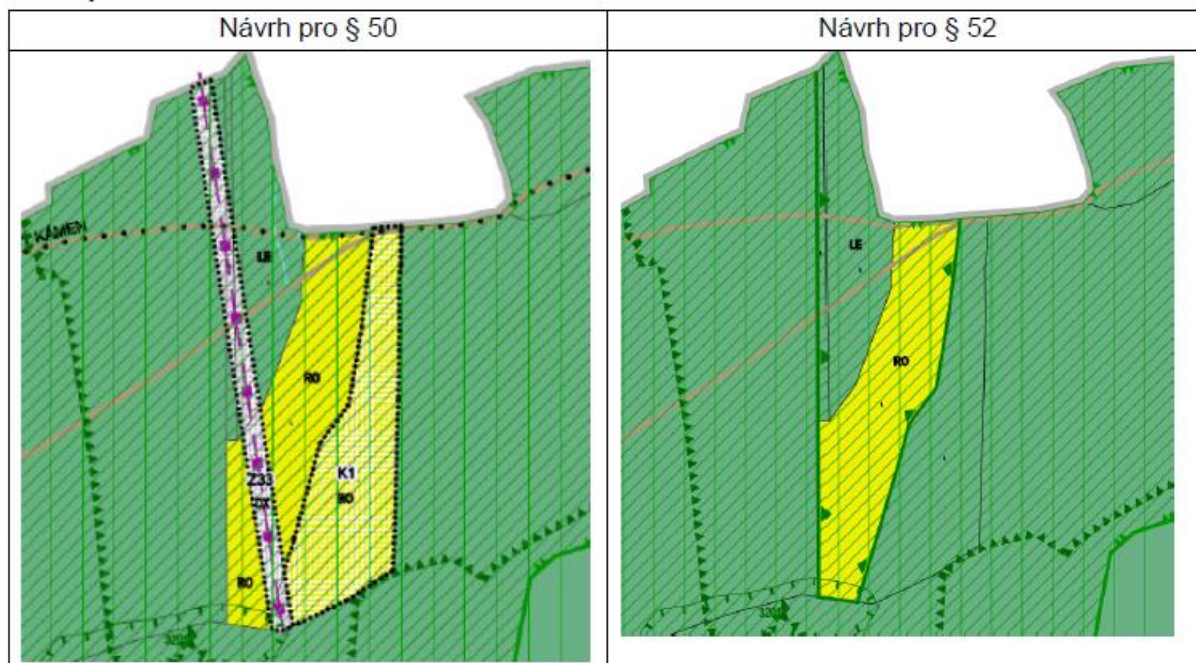 Návrh pro § 50
Návrh pro § 52
KÁMEN
LE
RO
Z33
K1
RO
RO
LE
RO